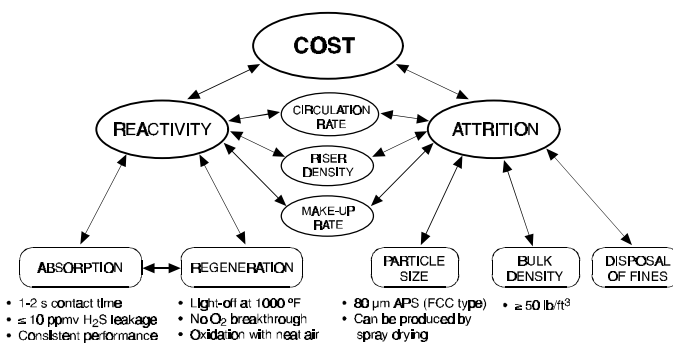 COST
REACTIVITY
CIRCULATION
RATE
ATTRITION
RISER
DENSITY
MAKE-UP
RATE
ABSORPTION
REGENERATION
PARTICLE
SIZE
BULK
DENSITY
DISPOSAL
OF FINES
• 1-2 s contact time
• ≤ 10 ppmv H₂S leakage
• Consistent performance
• Light-off at 1000 ºF
• No O₂ breakthrough
• Oxidation with neat air
• 80 µm APS (FCC type)
• Can be produced by
spray drying
• ≥ 50 lb/ft³